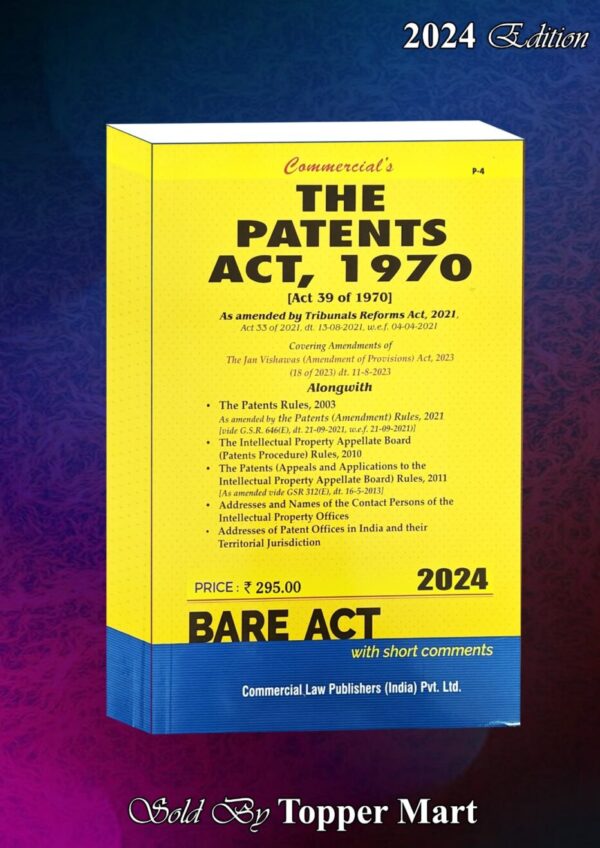 2024 Edition
Commercial's
P-4
THE
PATENTS
ACT, 1970
[Act 39 of 1970]
As amended by Tribunals Reforms Act, 2021,
Act 33 of 2021, dt. 13-08-2021, w.e.f. 04-04-2021
Covering Amendments of
The Jan Vishawas (Amendment of Provisions) Act, 2023
(18 of 2023) dt. 11-8-2023
Alongwith
• The Patents Rules, 2003
As amended by the Patents (Amendment) Rules, 2021
[vide G.S.R. 646(E), dt. 21-09-2021, w.e.f. 21-09-2021)]
• The Intellectual Property Appellate Board
(Patents Procedure) Rules, 2010
• The Patents (Appeals and Applications to the
Intellectual Property Appellate Board) Rules, 2011
[As amended vide GSR 312(E), dt. 16-5-2013]
• Addresses and Names of the Contact Persons of the
Intellectual Property Offices
• Addresses of Patent Offices in India and their
Territorial Jurisdiction
PRICE : ₹ 295.00
2024
BARE ACT
with short comments
Commercial Law Publishers (India) Pvt. Ltd.
Sold By Topper Mart